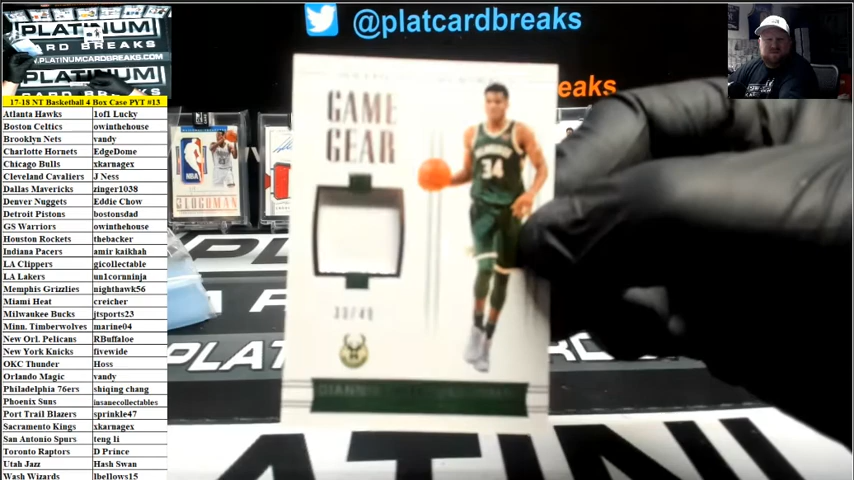 PLATINUM
CARD BREAKS
WWW.PLATINUMCARDBREAKS.COM
PLATINUM
CARD BREAKS
@platcardbreaks
eaks
17-18 NT Basketball 4 Box Case PYT #13
Atlanta Hawks 1of1 Lucky
Boston Celtics owinthehouse
Brooklyn Nets vandy
Charlotte Hornets EdgeDome
Chicago Bulls xkarnagex
Cleveland Cavaliers J Ness
Dallas Mavericks zinger1038
Denver Nuggets Eddie Chow
Detroit Pistons bostonsdad
GS Warriors owinthehouse
Houston Rockets thebacker
Indiana Pacers amir kaikhah
LA Clippers gicollectable
LA Lakers un1cornninja
Memphis Grizzlies nighthawk56
Miami Heat creicher
Milwaukee Bucks jtsports23
Minn. Timberwolves marine04
New Orl. Pelicans RBuffaloe
New York Knicks fivewide
OKC Thunder Hoss
Orlando Magic vandy
Philadelphia 76ers shiqing chang
Phoenix Suns insanecollectables
Port Trail Blazers sprinkle47
Sacramento Kings xkarnagex
San Antonio Spurs teng li
Toronto Raptors D Prince
Utah Jazz Hash Swan
Wash Wizards lbellows15
GAME
GEAR
34
NBA
LOGOMAN
GIANNIS
PLATIN